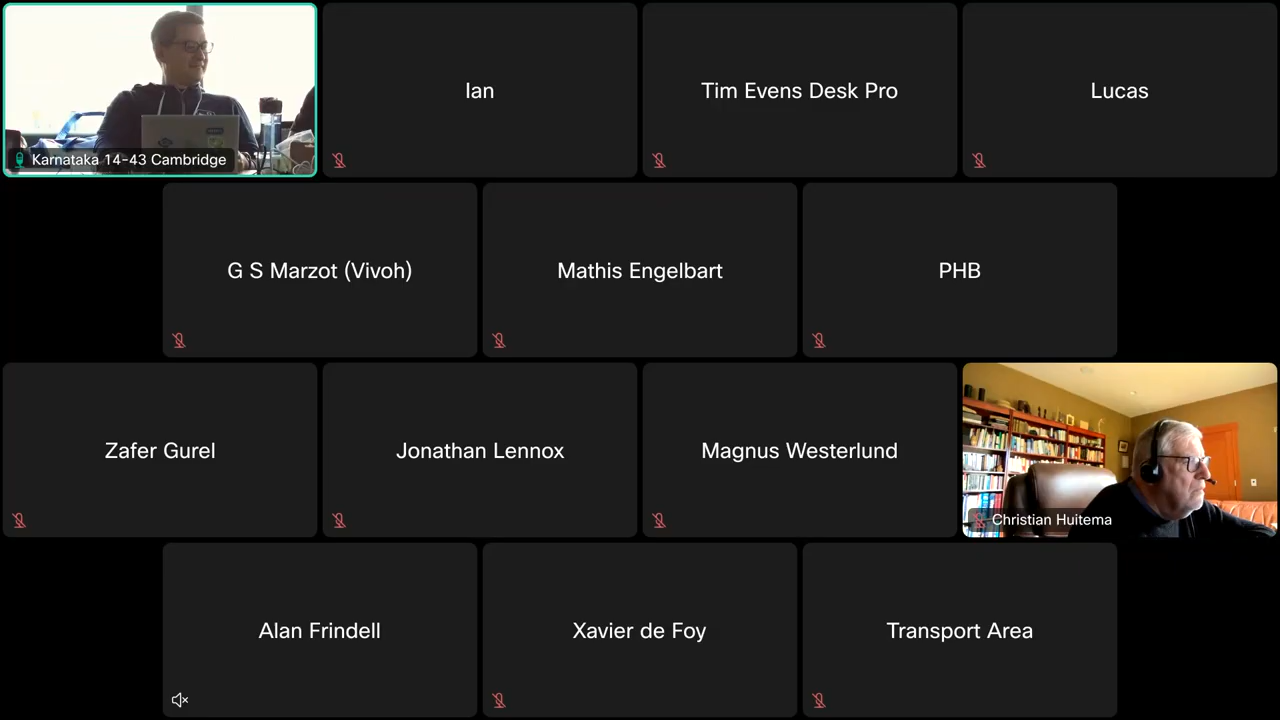 Karnataka 14-43 Cambridge
Ian
Tim Evens Desk Pro
Lucas
G S Marzot (Vivoh)
Mathis Engelbart
PHB
Zafer Gurel
Jonathan Lennox
Magnus Westerlund
Christian Huitema
Alan Frindell
Xavier de Foy
Transport Area